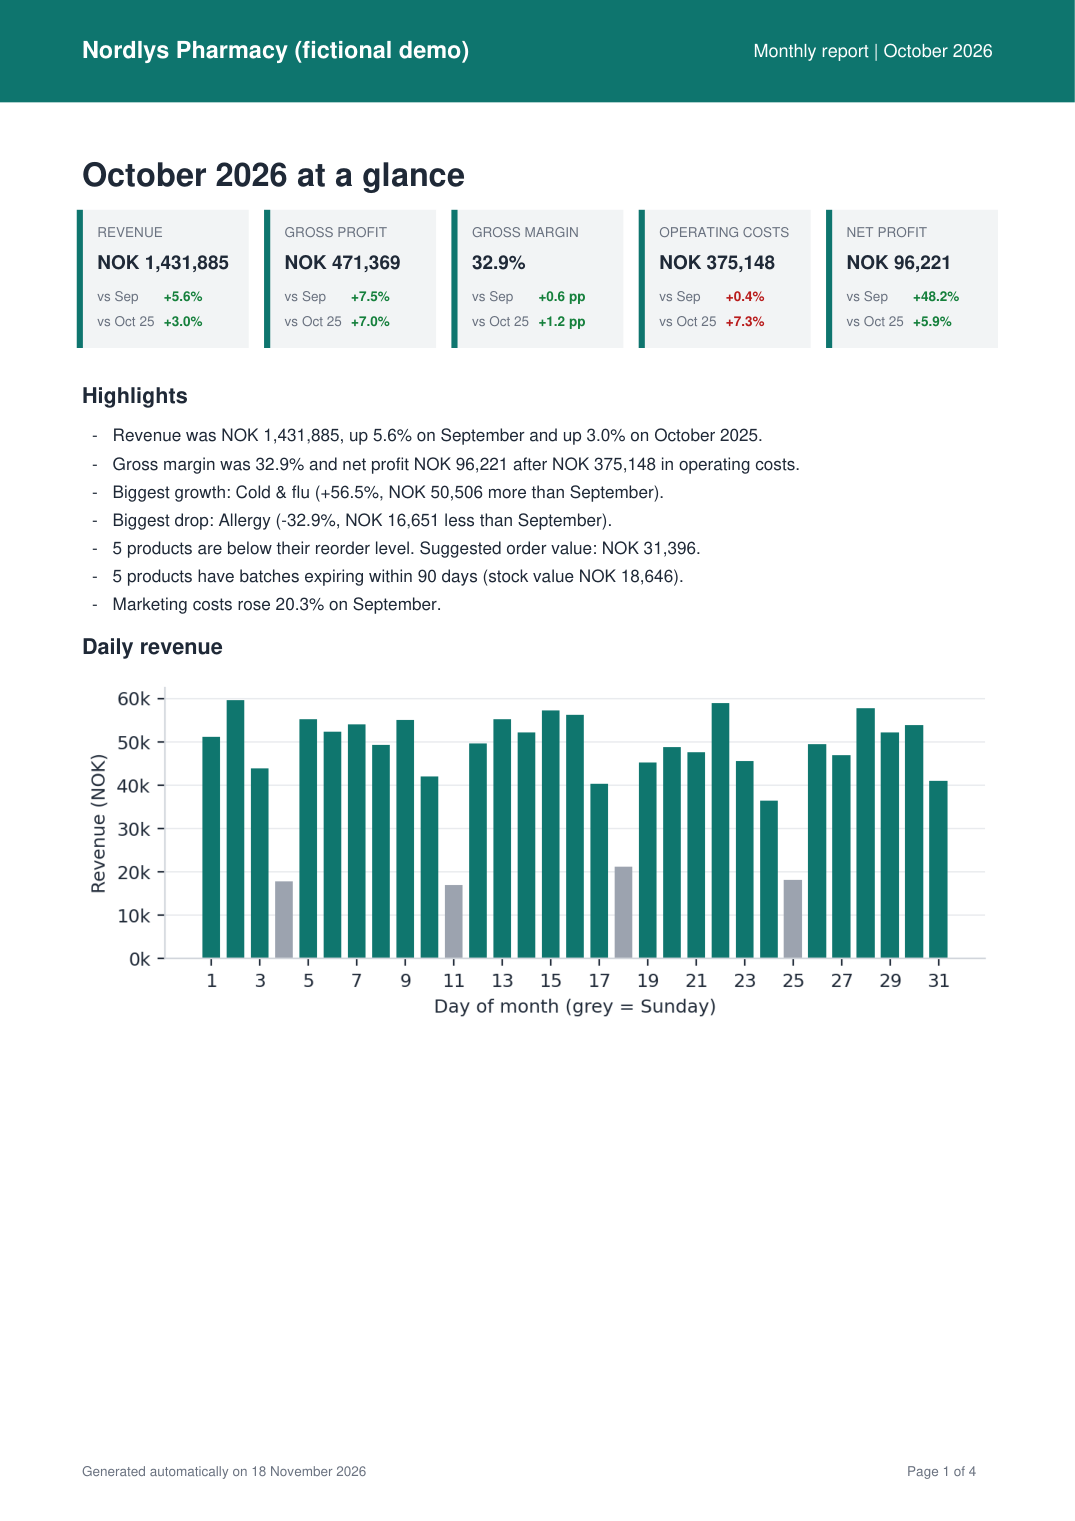 Nordlys Pharmacy (fictional demo)
Monthly report | October 2026
October 2026 at a glance
REVENUE
NOK 1,431,885
vs Sep +5.6%
vs Oct 25 +3.0%
GROSS PROFIT
NOK 471,369
vs Sep +7.5%
vs Oct 25 +7.0%
GROSS MARGIN
32.9%
vs Sep +0.6 pp
vs Oct 25 +1.2 pp
OPERATING COSTS
NOK 375,148
vs Sep +0.4%
vs Oct 25 +7.3%
NET PROFIT
NOK 96,221
vs Sep +48.2%
vs Oct 25 +5.9%
Highlights
- Revenue was NOK 1,431,885, up 5.6% on September and up 3.0% on October 2025.
- Gross margin was 32.9% and net profit NOK 96,221 after NOK 375,148 in operating costs.
- Biggest growth: Cold & flu (+56.5%, NOK 50,506 more than September).
- Biggest drop: Allergy (-32.9%, NOK 16,651 less than September).
- 5 products are below their reorder level. Suggested order value: NOK 31,396.
- 5 products have batches expiring within 90 days (stock value NOK 18,646).
- Marketing costs rose 20.3% on September.
Daily revenue
Revenue (NOK)
60k
50k
40k
30k
20k
10k
0k
1 3 5 7 9 11 13 15 17 19 21 23 25 27 29 31
Day of month (grey = Sunday)
Generated automatically on 18 November 2026
Page 1 of 4